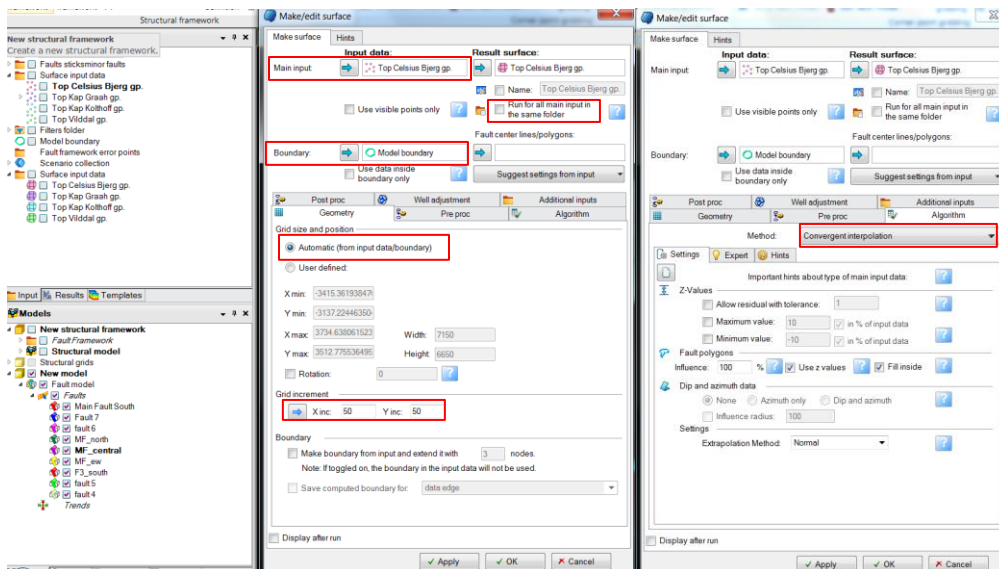 Structural framework
New structural framework
Create a new structural framework.
Faults sticksminor faults
Surface input data
Top Celsius Bjerg gp.
Top Kap Graah gp.
Top Kap Kolthoff gp.
Top Vilddal gp.
Filters folder
Model boundary
Fault framework error points
Scenario collection
Surface input data
Top Celsius Bjerg gp.
Top Kap Graah gp.
Top Kap Kolthoff gp.
Top Vilddal gp.
Input Results Templates
Models
New structural framework
FaultFramework
Structural model
Structural grids
New model
Fault model
Faults
Main Fault South
Fault 7
fault 6
MF_north
MF_central
MF_ew
F3_south
fault5
fault4
Trends
Make/edit surface
Make surface Hints
Input data: Result surface:
Main input: Top Celsius Bjerg gp. Top Celsius Bjerg gp.
Name: Top Celsius Bjerg gp.
Use visible points only ? Run for all main input in the same folder ?
Fault center lines/polygons:
Boundary: Model boundary
Use data inside boundary only ? Suggest settings from input
Post proc Well adjustment Additional inputs
Geometry Pre proc Algorithm
Grid size and position
Automatic (from input data/boundary)
User defined:
X min: -3415.36193847
Y min: -3137.22446350
X max: 3734.638061523 Width: 7150
Y max: 3512.775536495 Height: 6650
Rotation: 0 ?
Grid increment
X inc: 50 Y inc: 50
Boundary
Make boundary from input and extend it with 3 nodes.
Note: If toggled on, the boundary in the input data will not be used.
Save computed boundary for: data edge
Display after run
Apply OK Cancel
Make/edit surface
Make surface Hints
Input data: Result surface:
Main input: Top Celsius Bjerg gp. Top Celsius Bjerg gp.
Name: Top Celsius Bjerg gp.
Use visible points only ? Run for all main input in the same folder
Fault center lines/polygons:
Boundary: Model boundary
Use data inside boundary only ? Suggest settings from input
Post proc Well adjustment Additional inputs
Geometry Pre proc Algorithm
Method: Convergent interpolation
Settings Expert Hints
Important hints about type of main input data: ?
Z-Values
Allow residual with tolerance: 1 ?
Maximum value: 10 in % of input data
Minimum value: -10 in % of input data ?
Fault polygons
Influence: 100 % ? Use z values ? Fill inside ?
Dip and azimuth data
None Azimuth only Dip and azimuth ?
Influence radius: 100
Settings
Extrapolation Method: Normal ?
Display after run
Apply OK Cancel